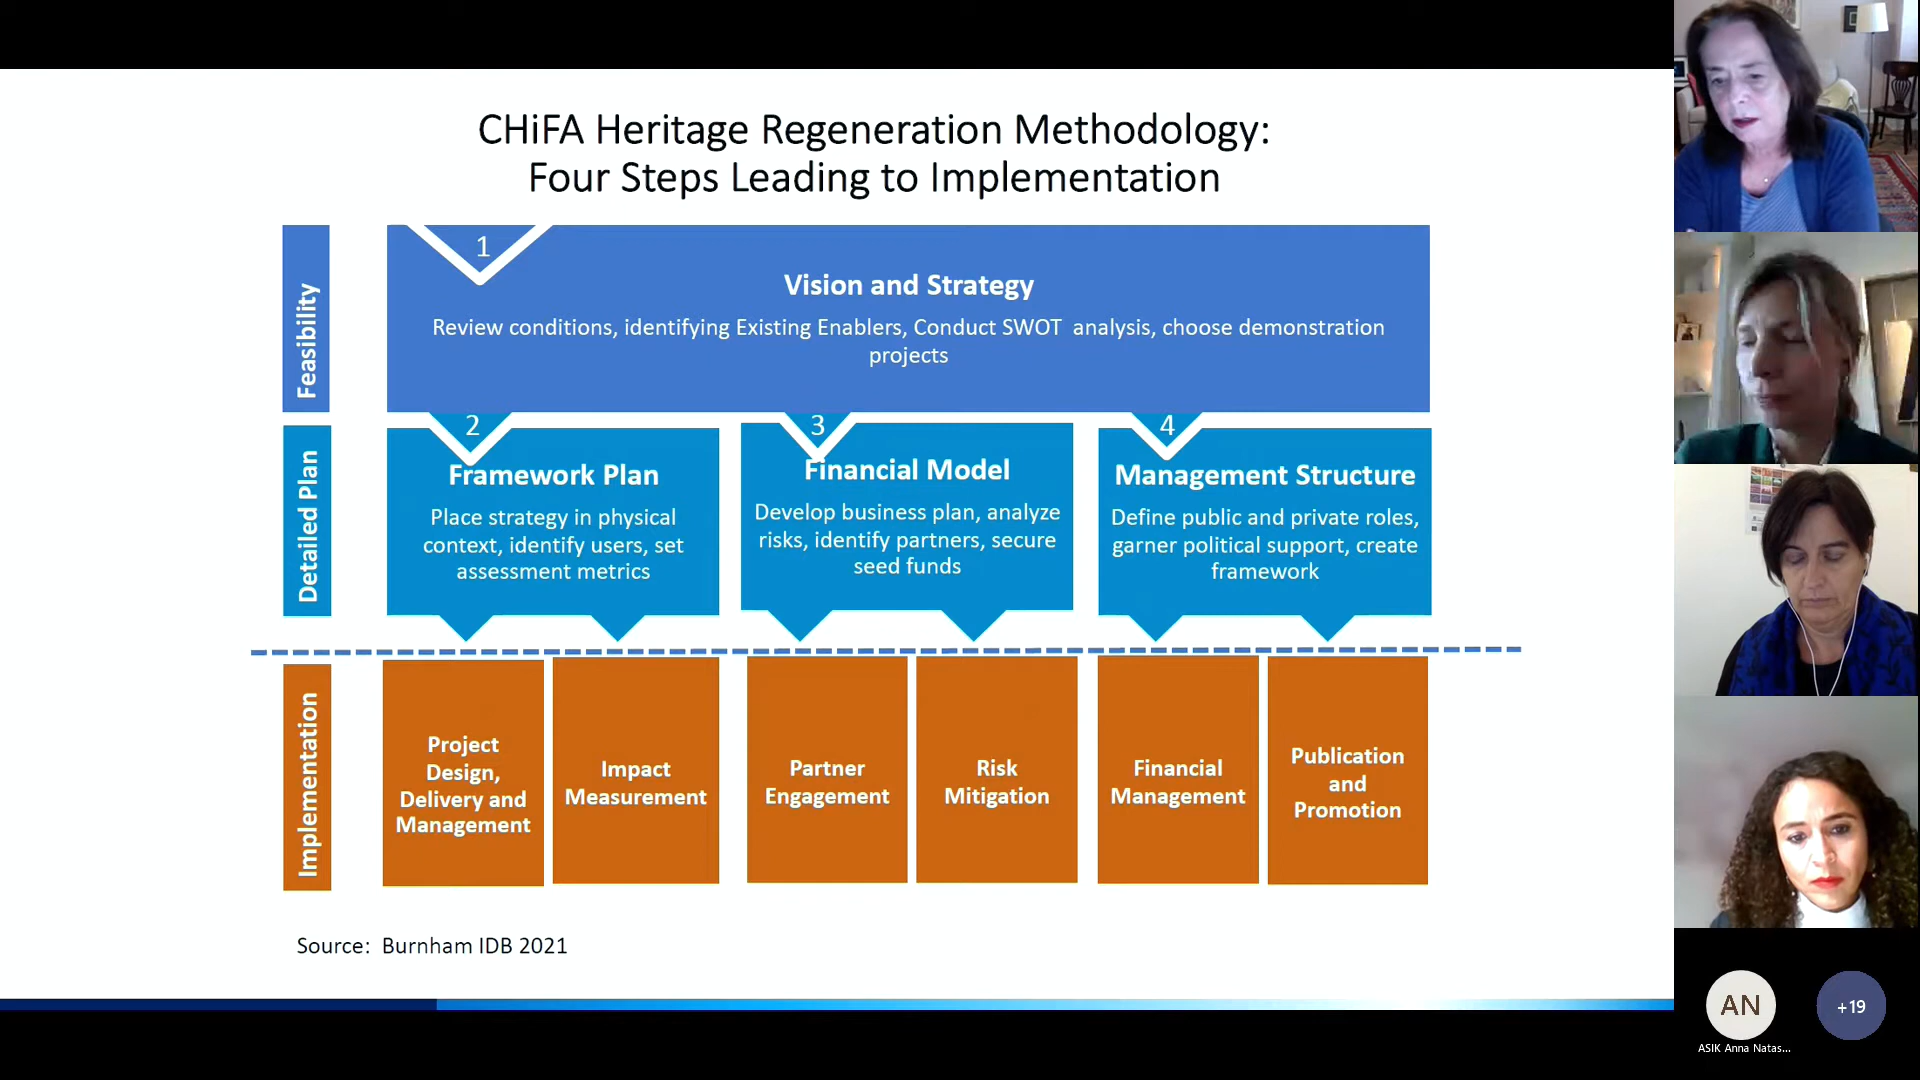 CHiFA Heritage Regeneration Methodology:
Four Steps Leading to Implementation
Feasibility
1
Vision and Strategy
Review conditions, identifying Existing Enablers, Conduct SWOT analysis, choose demonstration
projects
Detailed Plan
2
Framework Plan
Place strategy in physical
context, identify users, set
assessment metrics
3
Financial Model
Develop business plan, analyze
risks, identify partners, secure
seed funds
4
Management Structure
Define public and private roles,
garner political support, create
framework
Implementation
Project
Design,
Delivery and
Management
Impact
Measurement
Partner
Engagement
Risk
Mitigation
Financial
Management
Publication
and
Promotion
Source: Burnham IDB 2021
AN
ASIK Anna Natas...
+19